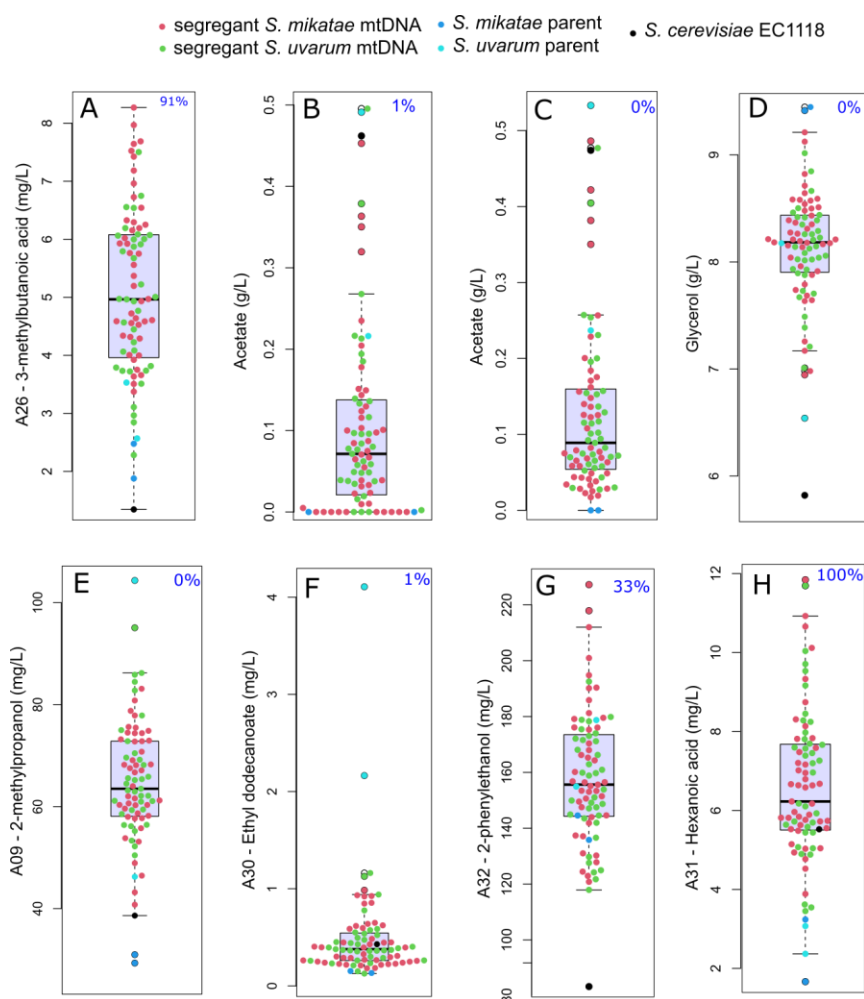 segregant S. mikatae mtDNA
S. mikatae parent
S. cerevisiae EC1118
segregant S. uvarum mtDNA
S. uvarum parent
A
91%
A26 - 3-methylbutanoic acid (mg/L)
8
7
6
5
4
3
2
B
1%
Acetate (g/L)
0.5
0.4
0.3
0.2
0.1
0.0
C
0%
Acetate (g/L)
0.5
0.4
0.3
0.2
0.1
0.0
D
0%
Glycerol (g/L)
9
8
7
6
E
0%
A09 - 2-methylpropanol (mg/L)
100
80
60
40
F
1%
A30 - Ethyl dodecanoate (mg/L)
4
3
2
1
0
G
33%
A32 - 2-phenylethanol (mg/L)
220
200
180
160
140
120
100
80
H
100%
A31 - Hexanoic acid (mg/L)
12
10
8
6
4
2